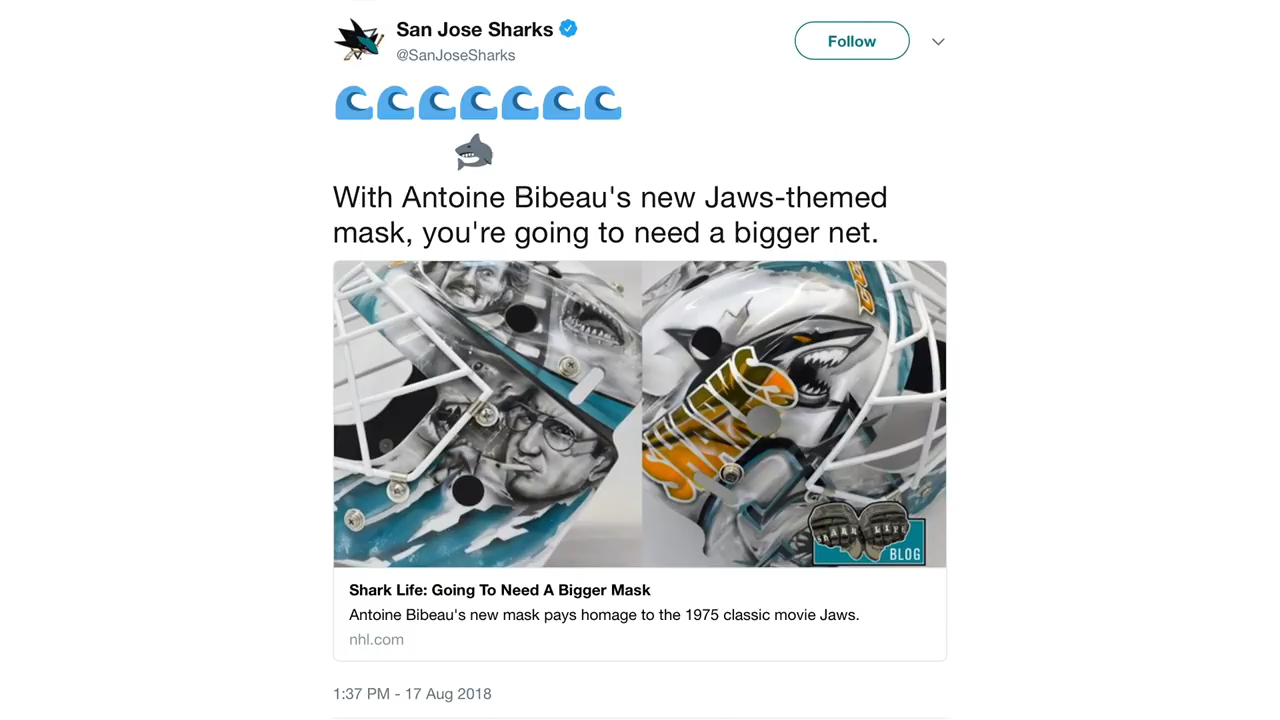 San Jose Sharks
@SanJoseSharks
Follow
🌊🌊🌊🌊🌊🌊🌊
🦈
With Antoine Bibeau's new Jaws-themed
mask, you're going to need a bigger net.
SHARKS
SHARK LIFE
BLOG
Shark Life: Going To Need A Bigger Mask
Antoine Bibeau's new mask pays homage to the 1975 classic movie Jaws.
nhl.com
1:37 PM - 17 Aug 2018